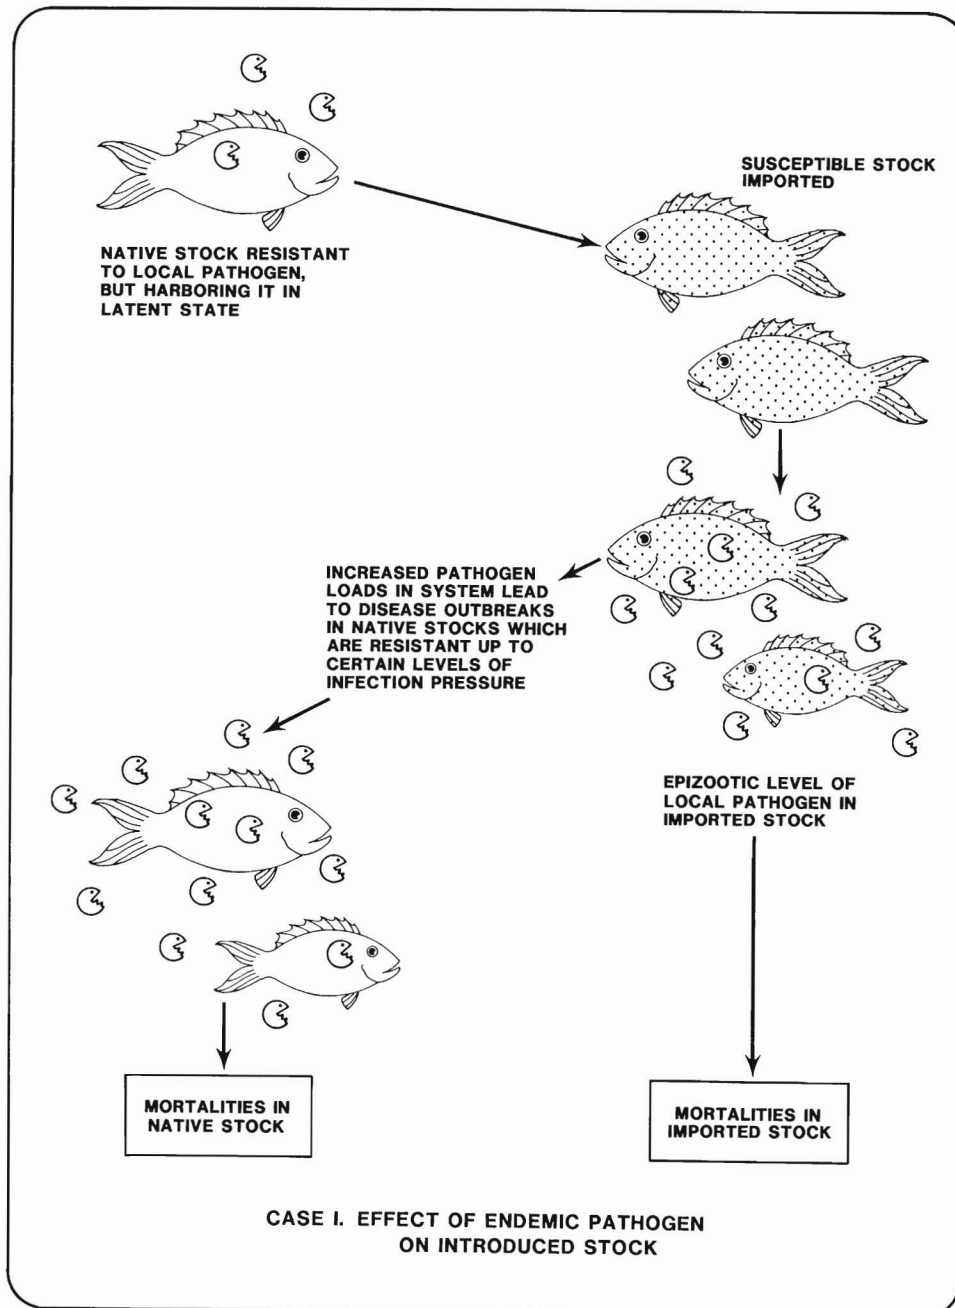 SUSCEPTIBLE STOCK
IMPORTED
NATIVE STOCK RESISTANT
TO LOCAL PATHOGEN,
BUT HARBORING IT IN
LATENT STATE
INCREASED PATHOGEN
LOADS IN SYSTEM LEAD
TO DISEASE OUTBREAKS
IN NATIVE STOCKS WHICH
ARE RESISTANT UP TO
CERTAIN LEVELS OF
INFECTION PRESSURE
EPIZOOTIC LEVEL OF
LOCAL PATHOGEN IN
IMPORTED STOCK
MORTALITIES IN
NATIVE STOCK
MORTALITIES IN
IMPORTED STOCK
CASE I. EFFECT OF ENDEMIC PATHOGEN
ON INTRODUCED STOCK